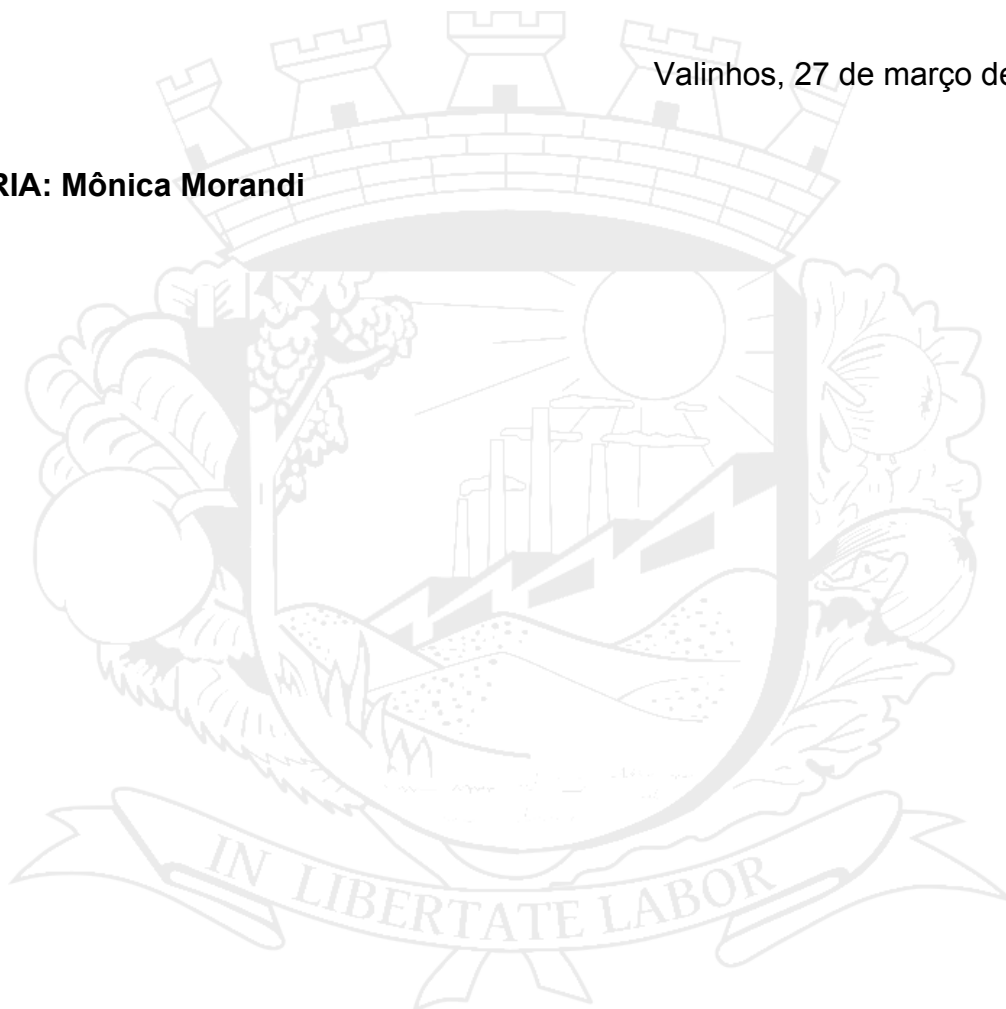 Valinhos, 27 de março de
RIA: Mônica Morandi
IN LIBERTATE LABOR